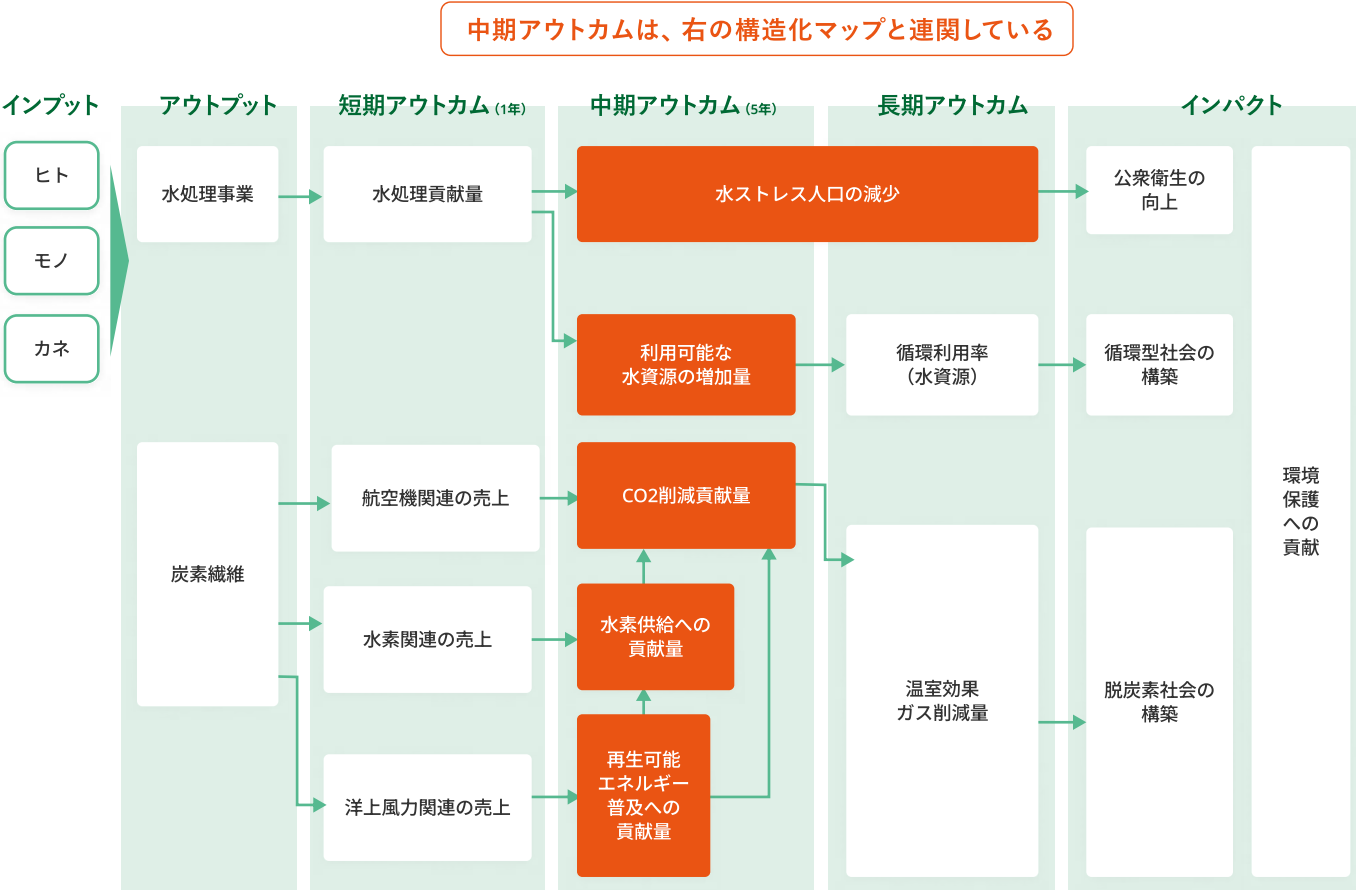 中期アウトカムは、右の構造化マップと連関している
インプット
アウトプット
短期アウトカム（1年）
中期アウトカム（5年）
長期アウトカム
インパクト
ヒト
モノ
カネ
水処理事業
水処理貢献量
水ストレス人口の減少
公衆衛生の
向上
利用可能な
水資源の増加量
循環利用率
（水資源）
循環型社会の
構築
炭素繊維
航空機関連の売上
CO2削減貢献量
水素関連の売上
水素供給への
貢献量
洋上風力関連の売上
再生可能
エネルギー
普及への
貢献量
温室効果
ガス削減量
脱炭素社会の
構築
環境
保護
への
貢献